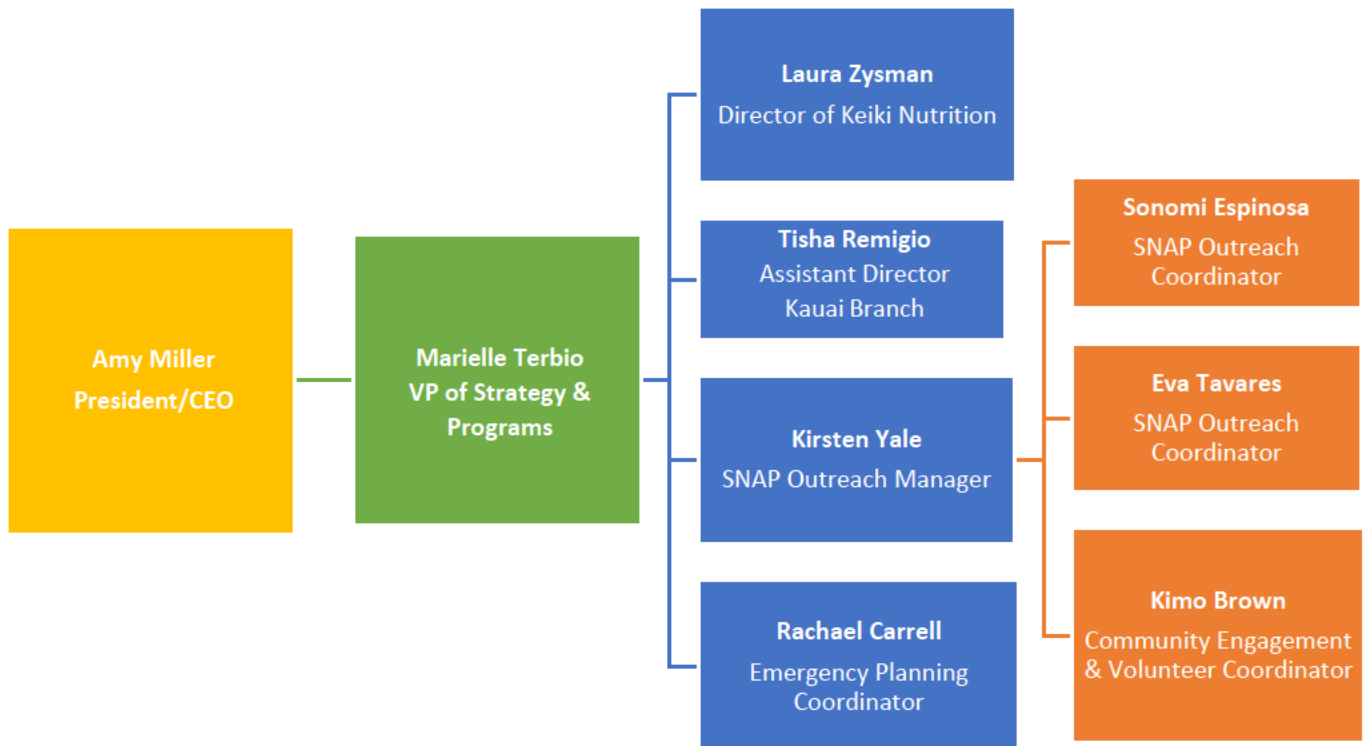 Amy Miller
President/CEO
Marielle Terbio
VP of Strategy &
Programs
Laura Zysman
Director of Keiki Nutrition
Tisha Remigio
Assistant Director
Kauai Branch
Kirsten Yale
SNAP Outreach Manager
Rachael Carrell
Emergency Planning
Coordinator
Sonomi Espinosa
SNAP Outreach
Coordinator
Eva Tavares
SNAP Outreach
Coordinator
Kimo Brown
Community Engagement
& Volunteer Coordinator